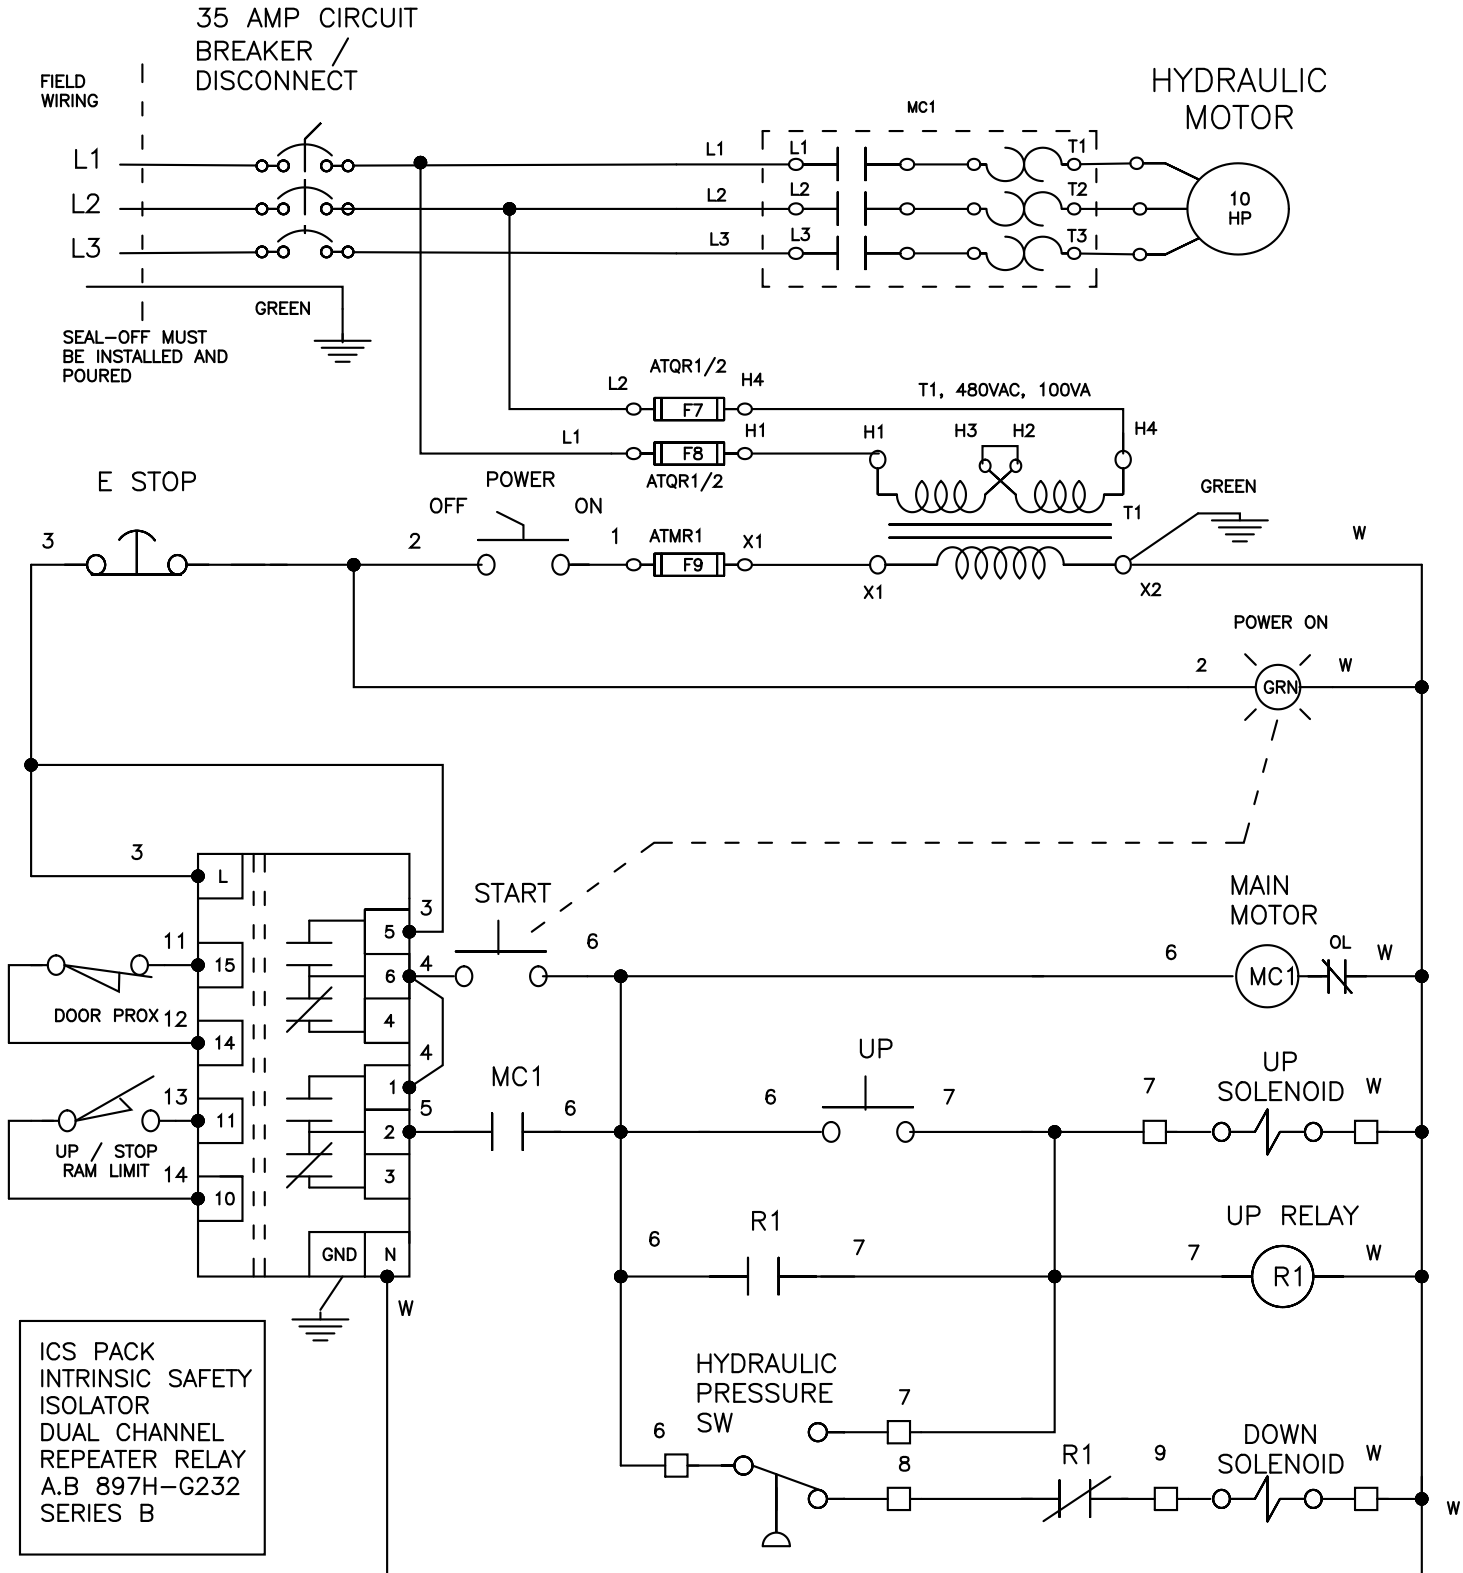 35 AMP CIRCUIT
BREAKER /
DISCONNECT
FIELD
WIRING
HYDRAULIC
MOTOR
MC1
L1
L1
L1
T1
L2
L2
L2
T2
10
HP
L3
L3
L3
T3
GREEN
SEAL-OFF MUST
BE INSTALLED AND
POURED
ATQR1/2
L2
H4
F7
T1, 480VAC, 100VA
L1
H1
F8
ATQR1/2
H1
H3
H2
H4
E STOP
POWER
OFF
ON
GREEN
T1
3
2
1
ATMR1
X1
F9
W
X1
X2
POWER ON
2
W
GRN
3
L
START
MAIN
MOTOR
3
5
11
15
4
6
6
6
MC1
OL
W
DOOR PROX
12
14
4
4
UP
UP
SOLENOID
MC1
1
13
11
5
2
6
6
7
7
W
UP / STOP
RAM LIMIT
14
10
3
R1
UP RELAY
6
7
7
R1
W
GND
N
W
ICS PACK
INTRINSIC SAFETY
ISOLATOR
DUAL CHANNEL
REPEATER RELAY
A.B 897H-G232
SERIES B
HYDRAULIC
PRESSURE
SW
7
6
8
R1
9
DOWN
SOLENOID
W
W